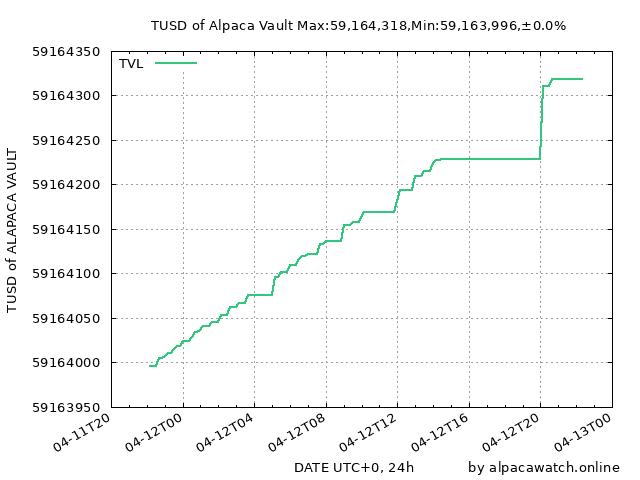 TUSD of Alpaca Vault Max:59,164,318,Min:59,163,996,±0.0%
TVL
59164350
59164300
59164250
59164200
59164150
59164100
59164050
59164000
59163950
TUSD of ALAPACA VAULT
04-11T20
04-12T00
04-12T04
04-12T08
04-12T12
04-12T16
04-12T20
04-13T00
DATE UTC+0, 24h
by alpacawatch.online